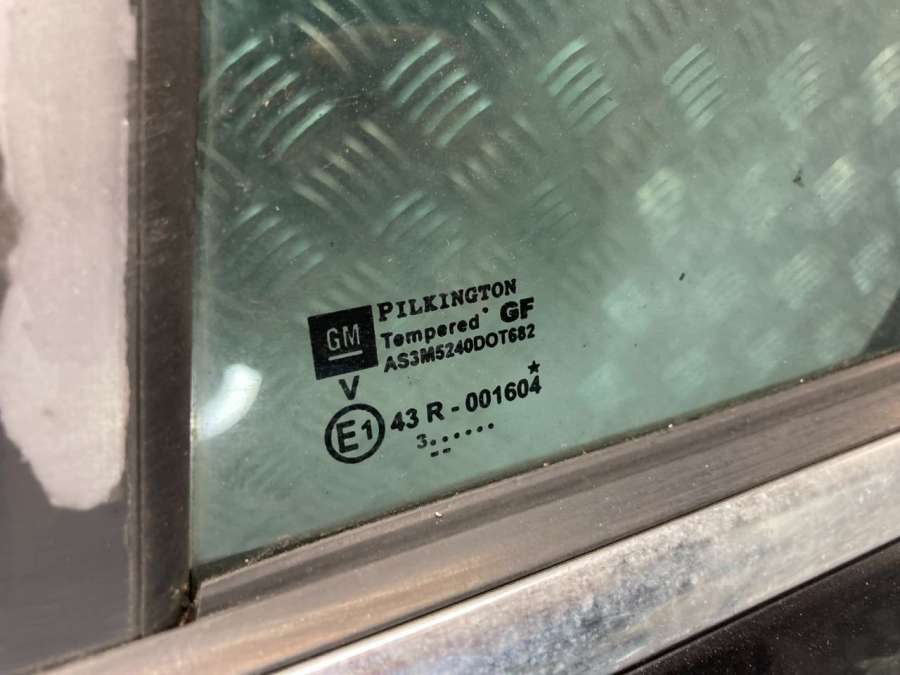 GM
PILKINGTON
Tempered GF
AS3M5240DOT682
V
E1 43 R - 001604
3......